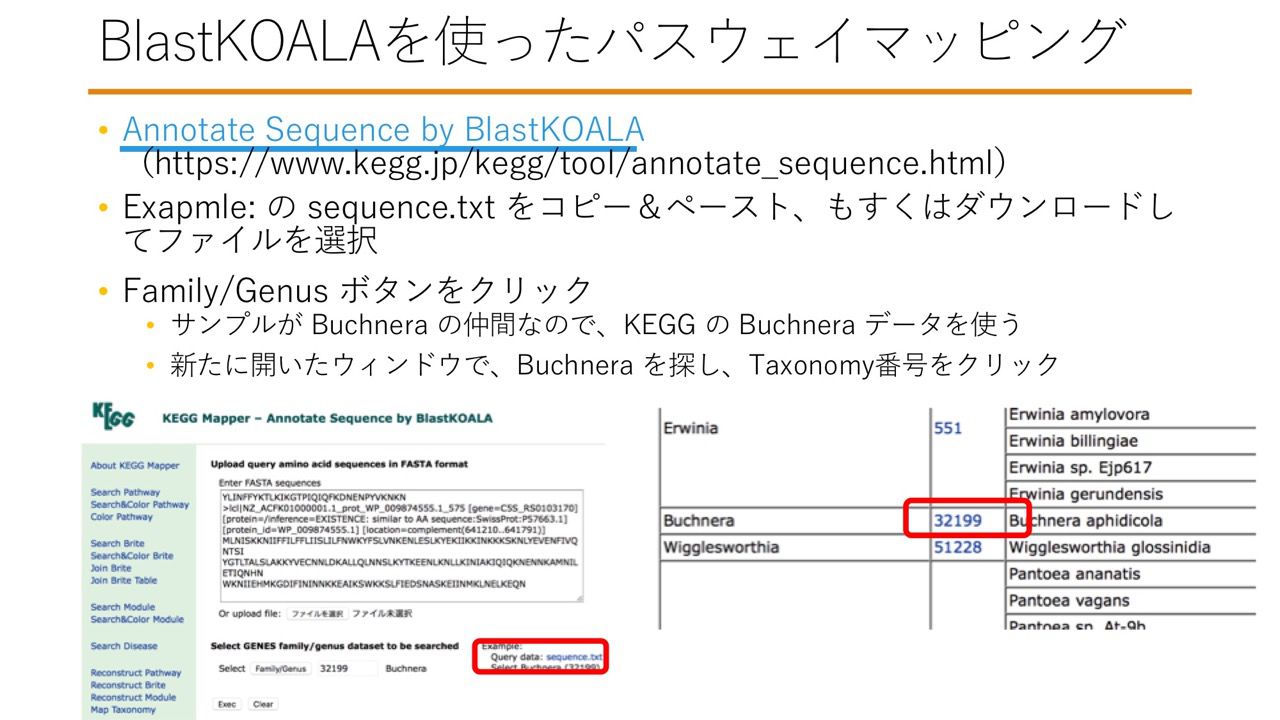 BlastKOALAを使ったパスウェイマッピング
• Annotate Sequence by BlastKOALA
（https://www.kegg.jp/kegg/tool/annotate_sequence.html）
• Exapmle: の sequence.txt をコピー＆ペースト、もすくはダウンロードし
てファイルを選択
• Family/Genus ボタンをクリック
• サンプルが Buchnera の仲間なので、KEGG の Buchnera データを使う
• 新たに開いたウィンドウで、Buchnera を探し、Taxonomy番号をクリック
KEGG
KEGG Mapper – Annotate Sequence by BlastKOALA
About KEGG Mapper
Search Pathway
Search&Color Pathway
Color Pathway
Search Brite
Search&Color Brite
Join Brite
Join Brite Table
Search Module
Search&Color Module
Search Disease
Reconstruct Pathway
Reconstruct Brite
Reconstruct Module
Map Taxonomy
Upload query amino acid sequences in FASTA format
Enter FASTA sequences
YLINFFYKTLKIKGTPIQIQFKDNENPYVKNKN
>lcl|NZ_ACFK01000001.1_prot_WP_009874555.1_575 [gene=C5S_RS0103170]
[protein=/inference=EXISTENCE: similar to AA sequence:SwissProt:P57663.1]
[protein_id=WP_009874555.1] [location=complement(641210..641791)]
MLNISKKNIIFFILFFLIISLILFNWKYFSLVNKENLESLKYEKIIKKINKKKSKNLYEVENFIVQ
NTSI
YGTLTALSLAKKYVECNNLDKALLQLNNSLKYTKEENLKNLLKINIAKIQIQKNENNKAMNIL
ETIQNHN
WKNIIEHMKGDIFININNKKEAIKSWKKSLFIEDSNASKEIINMKLNELKEQN
Or upload file: ファイルを選択 ファイル未選択
Select GENES family/genus dataset to be searched
Select Family/Genus 32199 Buchnera
Example:
Query data: sequence.txt
Select Buchnera (32199)
Exec Clear
Erwinia 551 Erwinia amylovora
Erwinia billingiae
Erwinia sp. Ejp617
Erwinia gerundensis
Buchnera 32199 Buchnera aphidicola
Wigglesworthia 51228 Wigglesworthia glossinidia
Pantoea ananatis
Pantoea vagans
Pantoea sp. At-9b